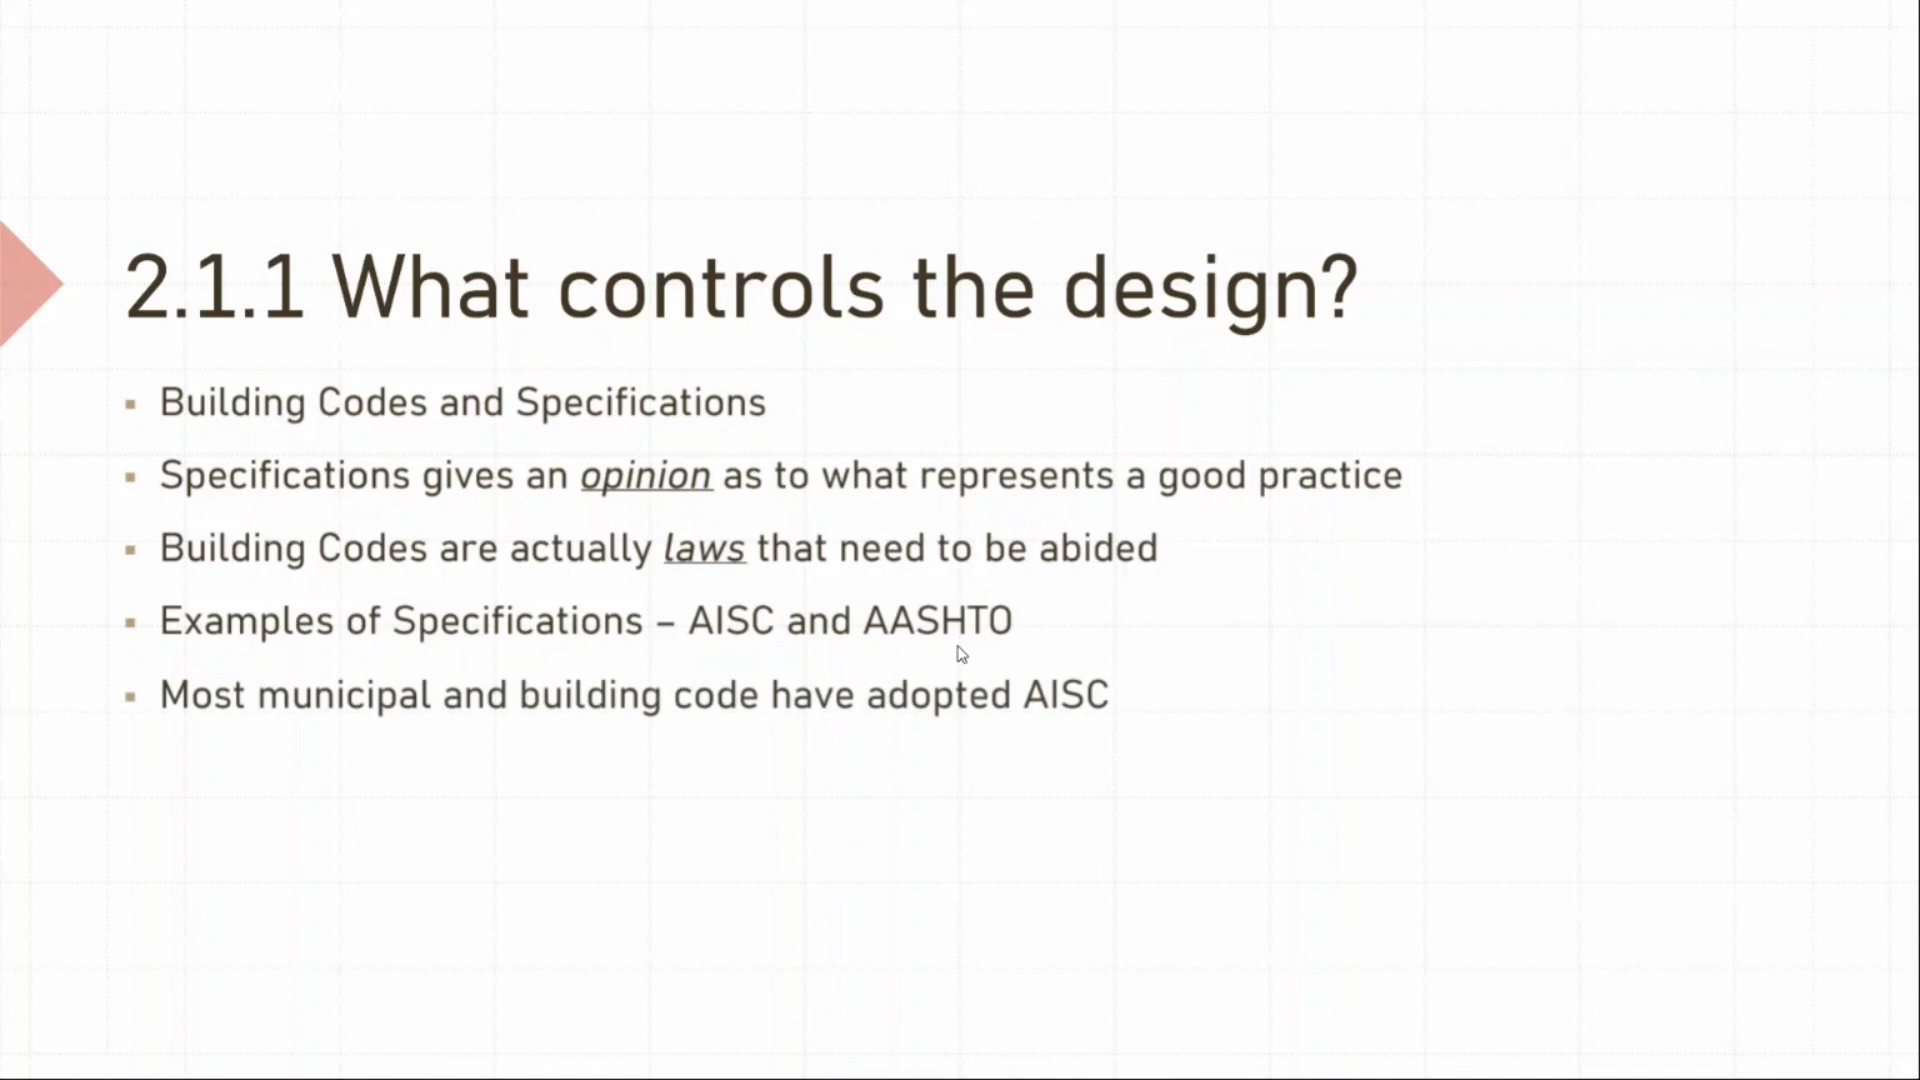 2.1.1 What controls the design?
▪ Building Codes and Specifications
▪ Specifications gives an opinion as to what represents a good practice
▪ Building Codes are actually laws that need to be abided
▪ Examples of Specifications – AISC and AASHTO
▪ Most municipal and building code have adopted AISC